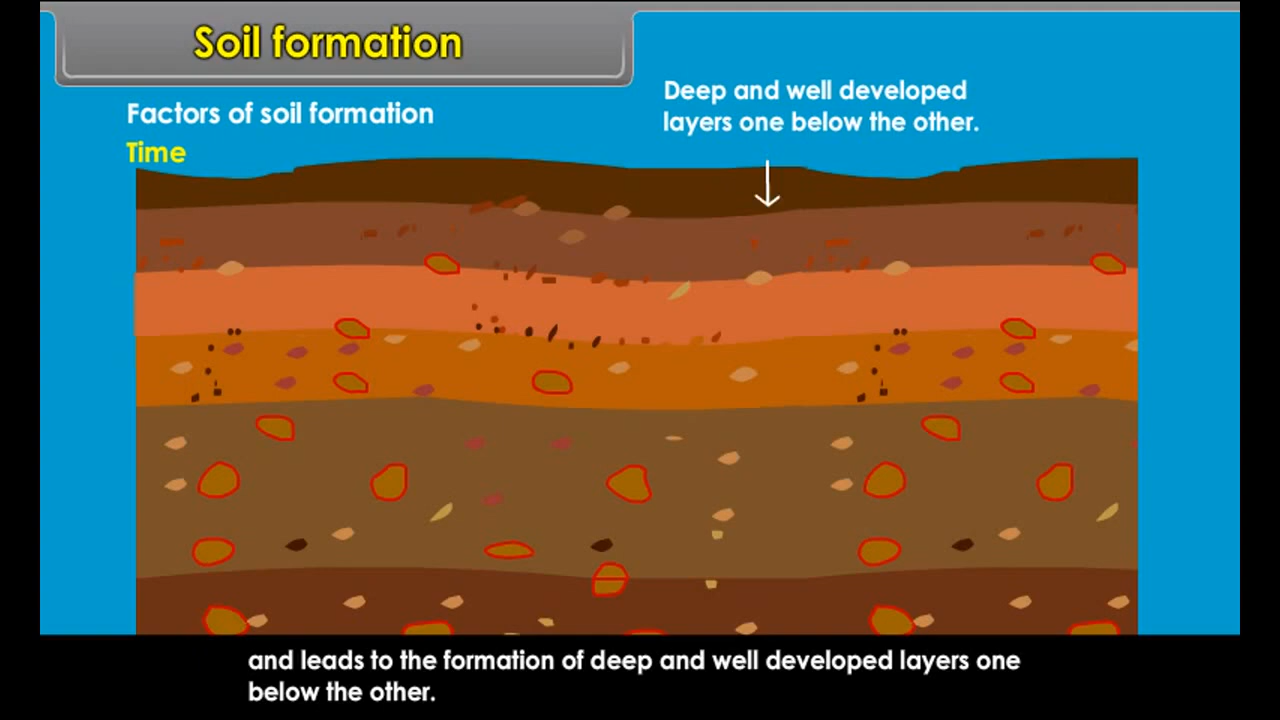 Soil formation
Factors of soil formation
Time
Deep and well developed
layers one below the other.
and leads to the formation of deep and well developed layers one
below the other.